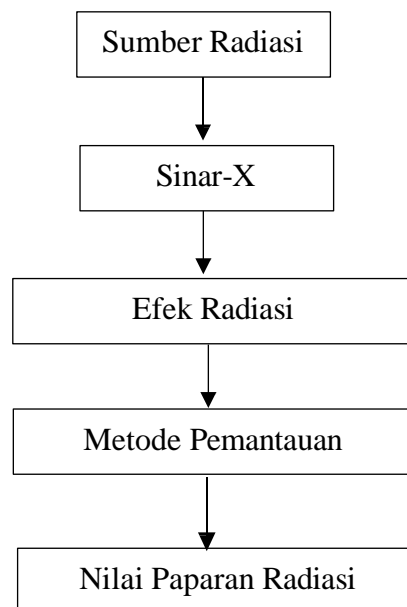 Sumber Radiasi
Sinar-X
Efek Radiasi
Metode Pemantauan
Nilai Paparan Radiasi